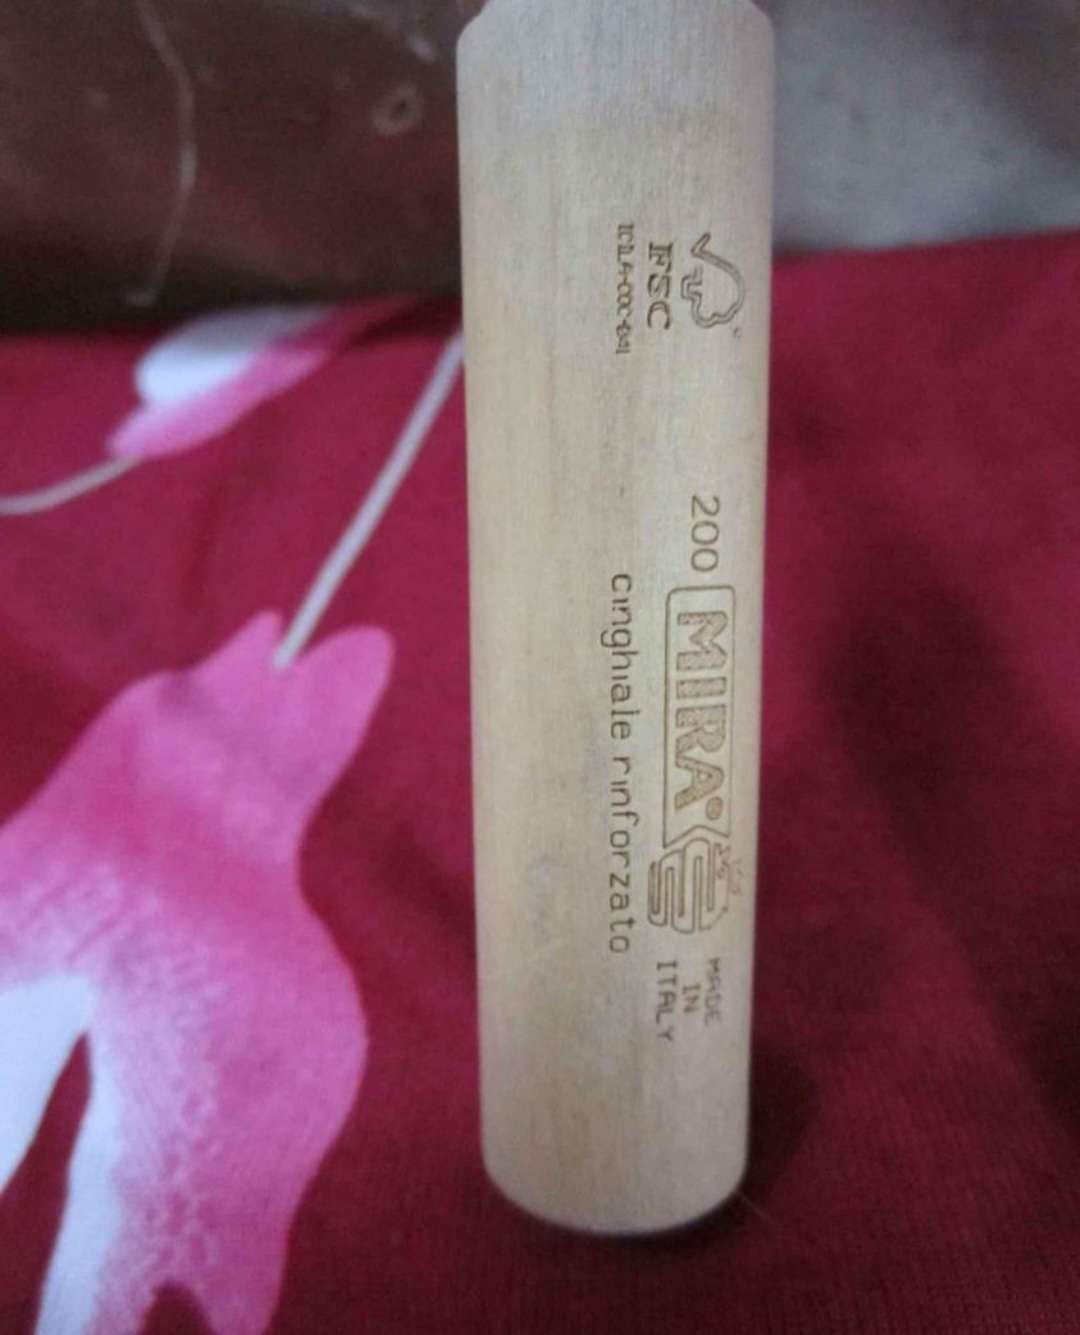 FSC
200 MIRA
cinghiale rinforzato
MADE
IN
ITALY